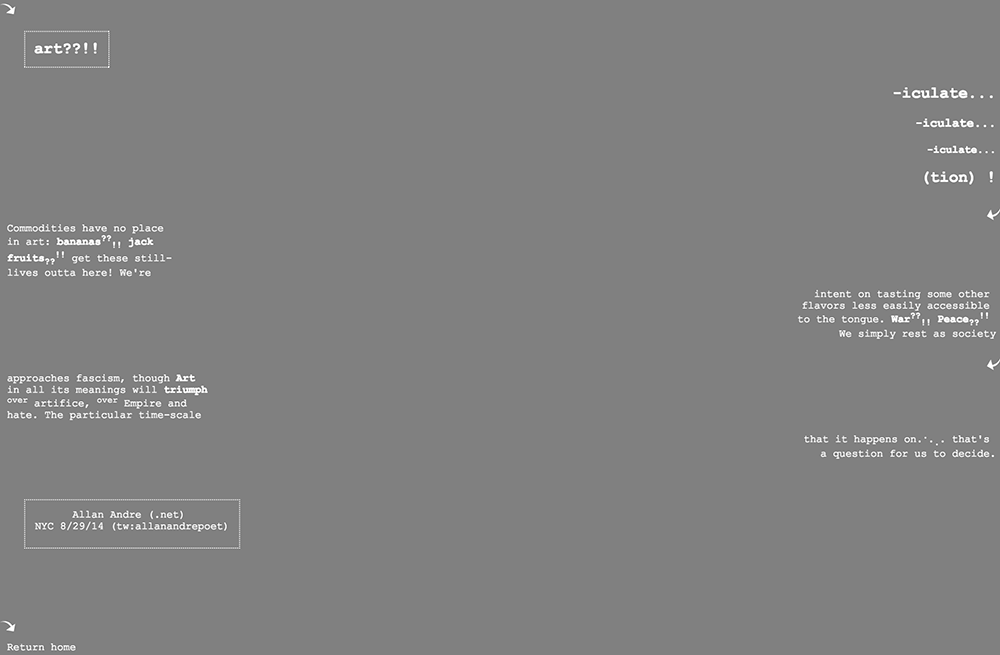 art??!!
-iculate...
-iculate...
-iculate...
(tion) !
Commodities have no place
in art: bananas??!! jack
fruits??!! get these still-
lives outta here! We're
intent on tasting some other
flavors less easily accessible
to the tongue. War??!! Peace??!!
We simply rest as society
approaches fascism, though Art
in all its meanings will triumph
over artifice, over Empire and
hate. The particular time-scale
that it happens on..... that's
a question for us to decide.
Allan Andre (.net)
NYC 8/29/14 (tw:allanandrepoet)
Return home